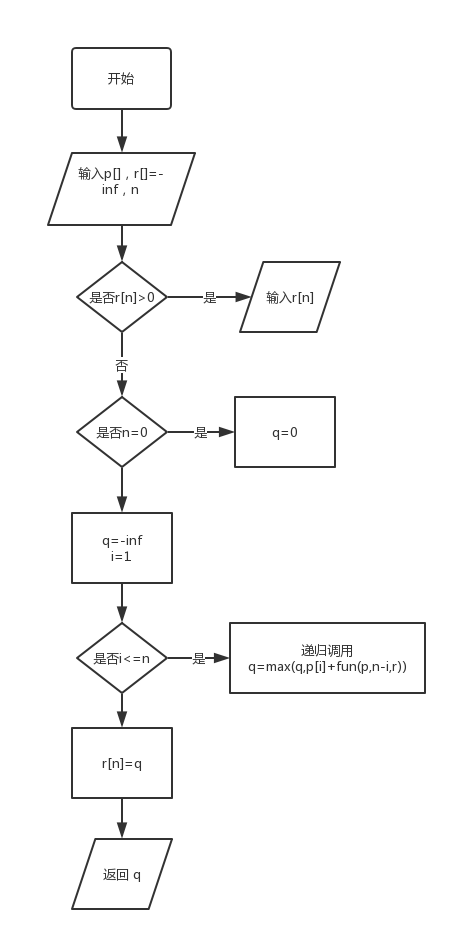 开始
输入p[] , r[]=-
inf , n
是否r[n]>0
是
输入r[n]
否
是否n=0
是
q=0
q=-inf
i=1
是否i<=n
是
递归调用
q=max(q,p[i]+fun(p,n-i,r))
r[n]=q
返回 q